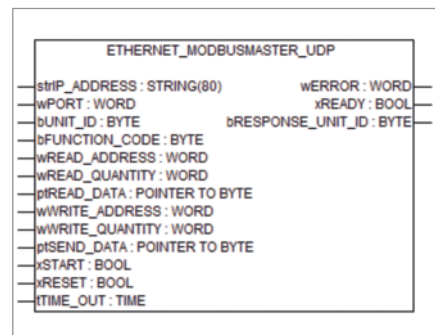 ETHERNET_MODBUSMASTER_UDP
strIP_ADDRESS : STRING(80) wERROR : WORD
wPORT : WORD xREADY : BOOL
bUNIT_ID : BYTE bRESPONSE_UNIT_ID : BYTE
bFUNCTION_CODE : BYTE
wREAD_ADDRESS : WORD
wREAD_QUANTITY : WORD
ptREAD_DATA : POINTER TO BYTE
wWRITE_ADDRESS : WORD
wWRITE_QUANTITY : WORD
ptSEND_DATA : POINTER TO BYTE
xSTART : BOOL
xRESET : BOOL
tTIME_OUT : TIME